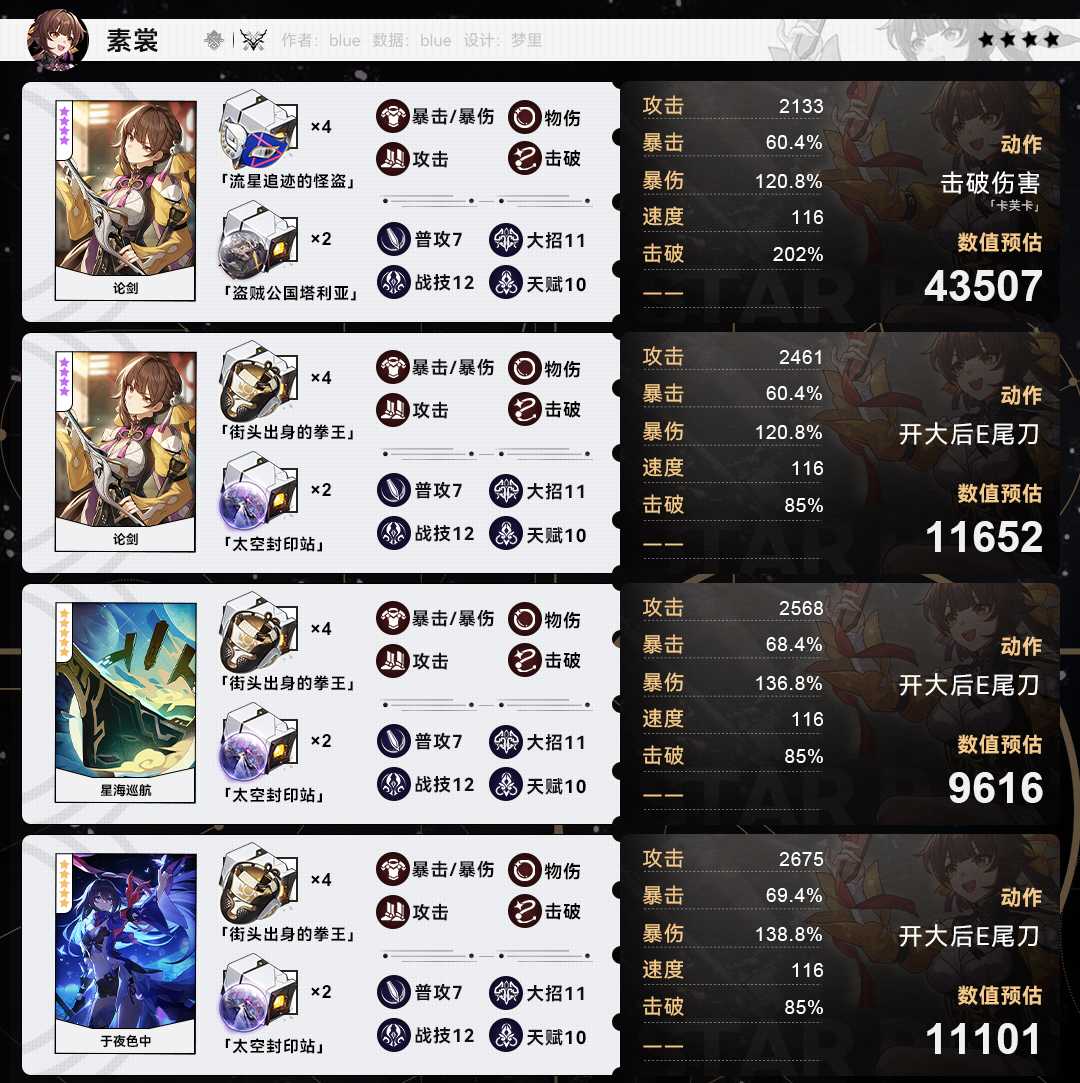 素裳
作者: blue 数据: blue 设计: 梦里
论剑
×4
「流星追迹的怪盗」
×2
「盗贼公国塔利亚」
暴击/暴伤 物伤
攻击 击破
普攻7 大招11
战技12 天赋10
攻击 2133
暴击 60.4%
暴伤 120.8%
速度 116
击破 202%
——
动作
击破伤害
「卡芙卡」
数值预估
43507
论剑
×4
「街头出身的拳王」
×2
「太空封印站」
暴击/暴伤 物伤
攻击 击破
普攻7 大招11
战技12 天赋10
攻击 2461
暴击 60.4%
暴伤 120.8%
速度 116
击破 85%
——
动作
开大后E尾刀
数值预估
11652
星海巡航
×4
「街头出身的拳王」
×2
「太空封印站」
暴击/暴伤 物伤
攻击 击破
普攻7 大招11
战技12 天赋10
攻击 2568
暴击 68.4%
暴伤 136.8%
速度 116
击破 85%
——
动作
开大后E尾刀
数值预估
9616
于夜色中
×4
「街头出身的拳王」
×2
「太空封印站」
暴击/暴伤 物伤
攻击 击破
普攻7 大招11
战技12 天赋10
攻击 2675
暴击 69.4%
暴伤 138.8%
速度 116
击破 85%
——
动作
开大后E尾刀
数值预估
11101